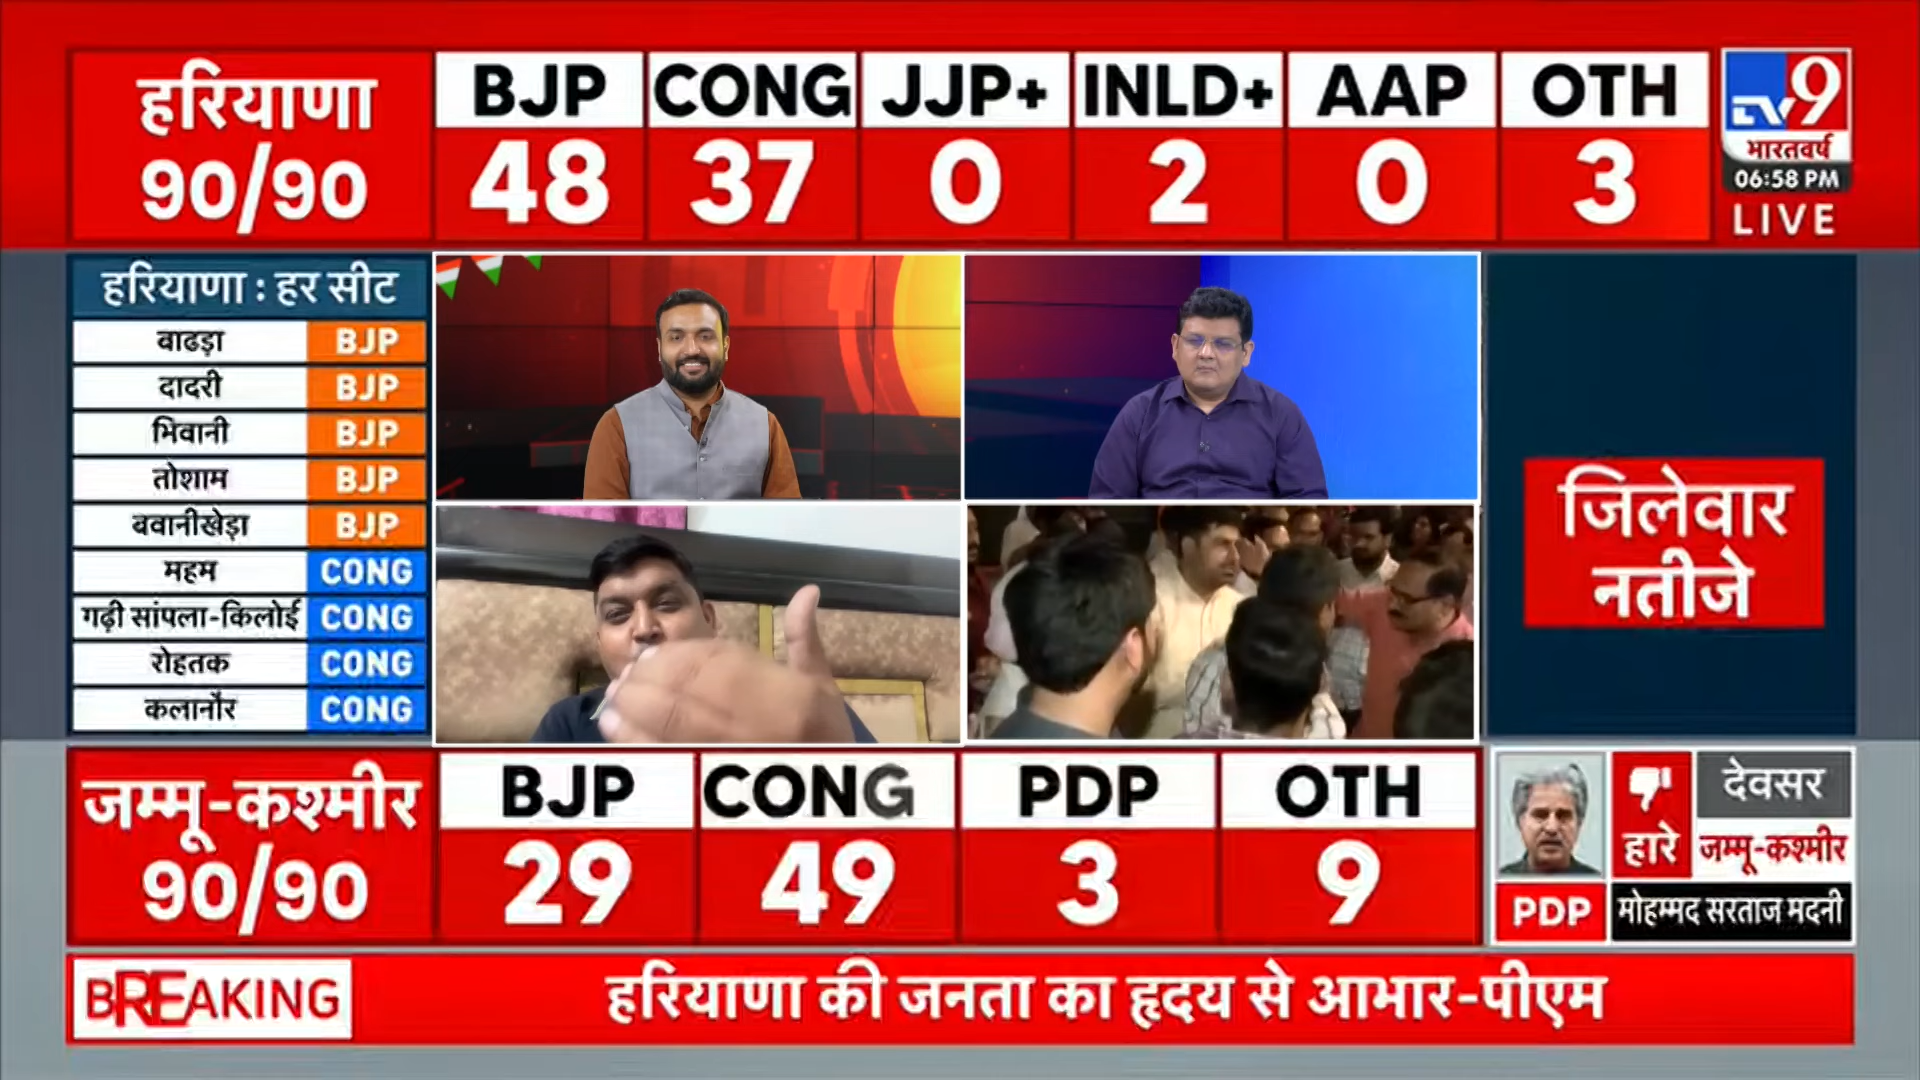 हरियाणा
90/90
BJP CONG JJP+ INLD+ AAP OTH
48 37 0 2 0 3
TV9
भारतवर्ष
06:58 PM
LIVE
हरियाणा : हर सीट
बाढड़ा BJP
दादरी BJP
भिवानी BJP
तोशाम BJP
बवानीखेड़ा BJP
महम CONG
गढ़ी सांपला-किलोई CONG
रोहतक CONG
कलानौर CONG
जिलेवार
नतीजे
जम्मू-कश्मीर
90/90
BJP CONG PDP OTH
29 49 3 9
हारे
देवसर
जम्मू-कश्मीर
PDP मोहम्मद सरताज मदनी
BREAKING हरियाणा की जनता का हृदय से आभार-पीएम